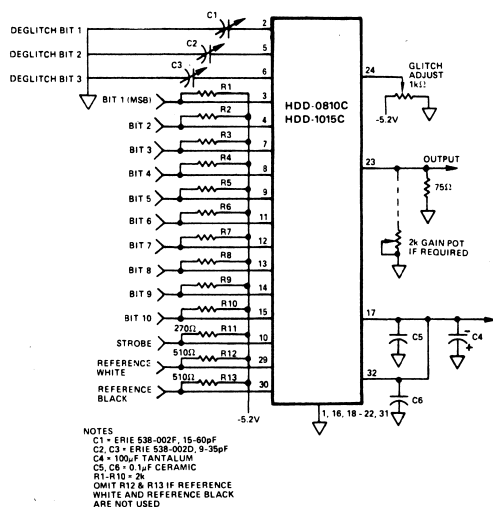 C1
DEGLITCH BIT 1
2
C2
DEGLITCH BIT 2
5
C3
DEGLITCH BIT 3
6
R1
BIT 1 (MSB)
3
R2
BIT 2
4
R3
BIT 3
7
R4
BIT 4
8
R5
BIT 5
9
R6
BIT 6
11
R7
BIT 7
12
R8
BIT 8
13
R9
BIT 9
14
R10
BIT 10
15
270Ω R11
STROBE
10
510Ω R12
REFERENCE
WHITE
29
510Ω R13
REFERENCE
BLACK
30
-5.2V
HDD-0810C
HDD-1015C
24
GLITCH
ADJUST
1kΩ
-5.2V
23
OUTPUT
75Ω
2k GAIN POT
IF REQUIRED
17
C5
−
+
C4
32
C6
1, 16, 18 - 22, 31
NOTES
C1 = ERIE 538-002F, 15-60pF
C2, C3 = ERIE 538-002D, 9-35pF
C4 = 100μF TANTALUM
C5, C6 = 0.1μF CERAMIC
R1-R10 = 2k
OMIT R12 & R13 IF REFERENCE
WHITE AND REFERENCE BLACK
ARE NOT USED